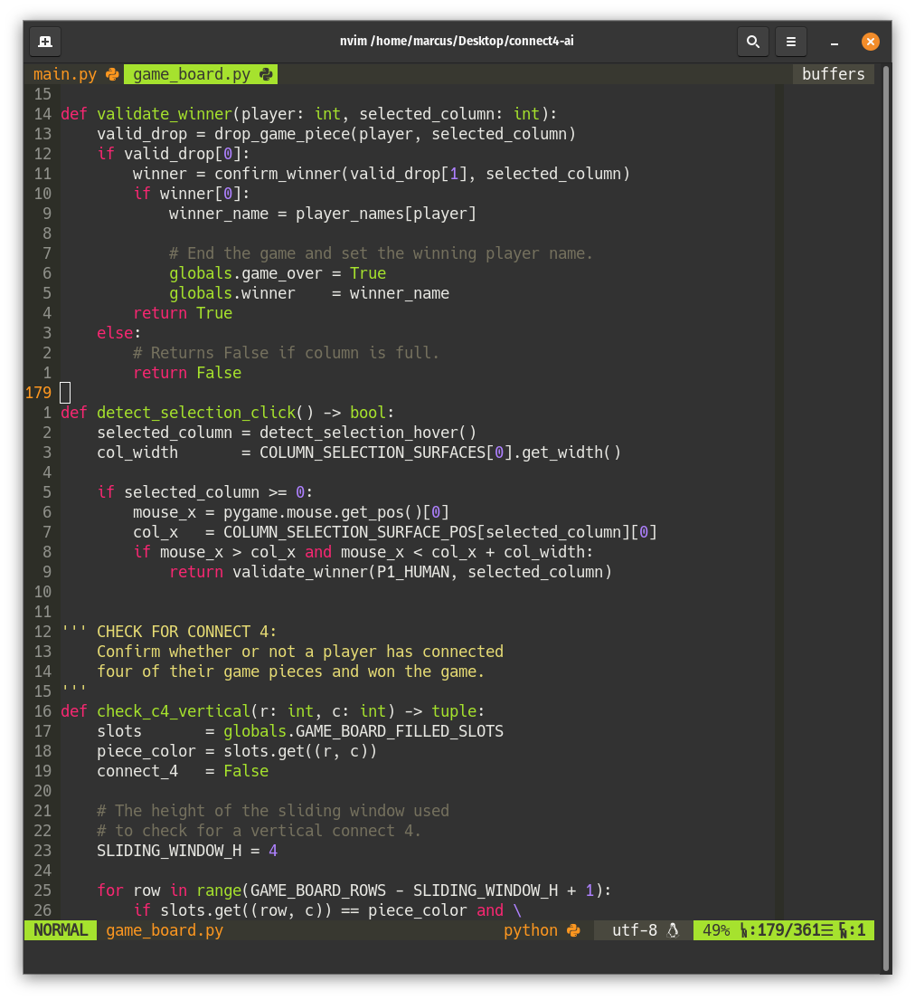 nvim /home/marcus/Desktop/connect4-ai
main.py game_board.py buffers
15
14 def validate_winner(player: int, selected_column: int):
13     valid_drop = drop_game_piece(player, selected_column)
12     if valid_drop[0]:
11         winner = confirm_winner(valid_drop[1], selected_column)
10         if winner[0]:
9             winner_name = player_names[player]
8
7             # End the game and set the winning player name.
6             globals.game_over = True
5             globals.winner    = winner_name
4         return True
3     else:
2         # Returns False if column is full.
1         return False
179
1 def detect_selection_click() -> bool:
2     selected_column = detect_selection_hover()
3     col_width       = COLUMN_SELECTION_SURFACES[0].get_width()
4
5     if selected_column >= 0:
6         mouse_x = pygame.mouse.get_pos()[0]
7         col_x   = COLUMN_SELECTION_SURFACE_POS[selected_column][0]
8         if mouse_x > col_x and mouse_x < col_x + col_width:
9             return validate_winner(P1_HUMAN, selected_column)
10
11
12 ''' CHECK FOR CONNECT 4:
13     Confirm whether or not a player has connected
14     four of their game pieces and won the game.
15 '''
16 def check_c4_vertical(r: int, c: int) -> tuple:
17     slots       = globals.GAME_BOARD_FILLED_SLOTS
18     piece_color = slots.get((r, c))
19     connect_4   = False
20
21     # The height of the sliding window used
22     # to check for a vertical connect 4.
23     SLIDING_WINDOW_H = 4
24
25     for row in range(GAME_BOARD_ROWS - SLIDING_WINDOW_H + 1):
26         if slots.get((row, c)) == piece_color and \
NORMAL game_board.py python utf-8 49% :179/361☰ :1